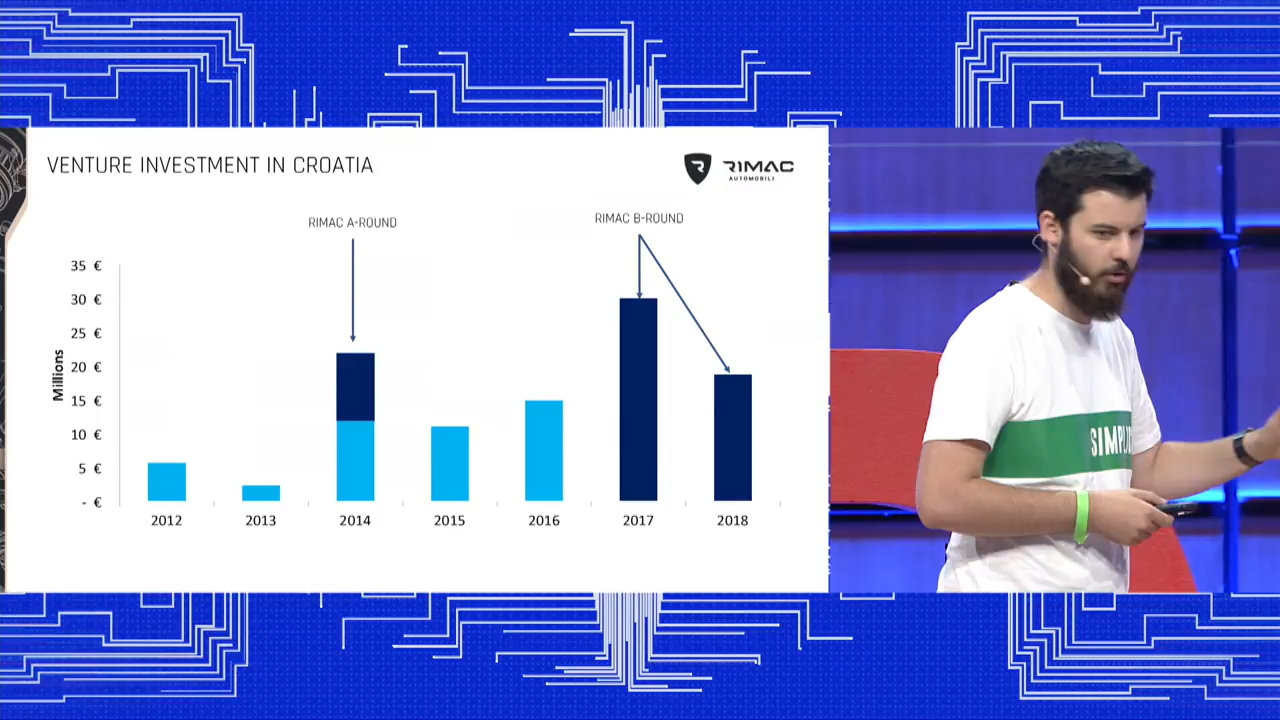 VENTURE INVESTMENT IN CROATIA
RIMAC
AUTOMOBILI
RIMAC A-ROUND
RIMAC B-ROUND
35 €
30 €
25 €
20 €
15 €
10 €
5 €
- €
Millions
2012 2013 2014 2015 2016 2017 2018